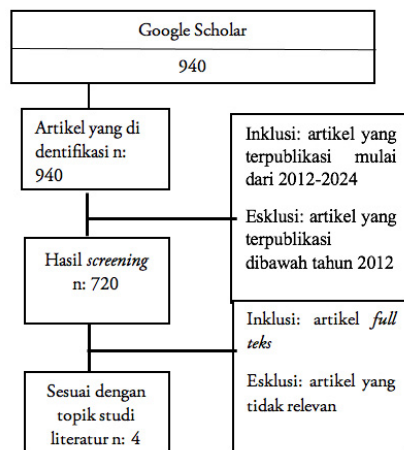 Google Scholar
940
Artikel yang di
dentifikasi n:
940
Inklusi: artikel yang
terpublikasi mulai
dari 2012-2024
Esklusi: artikel yang
terpublikasi
dibawah tahun 2012
Hasil screening
n: 720
Inklusi: artikel full
teks
Esklusi: artikel yang
tidak relevan
Sesuai dengan
topik studi
literatur n: 4